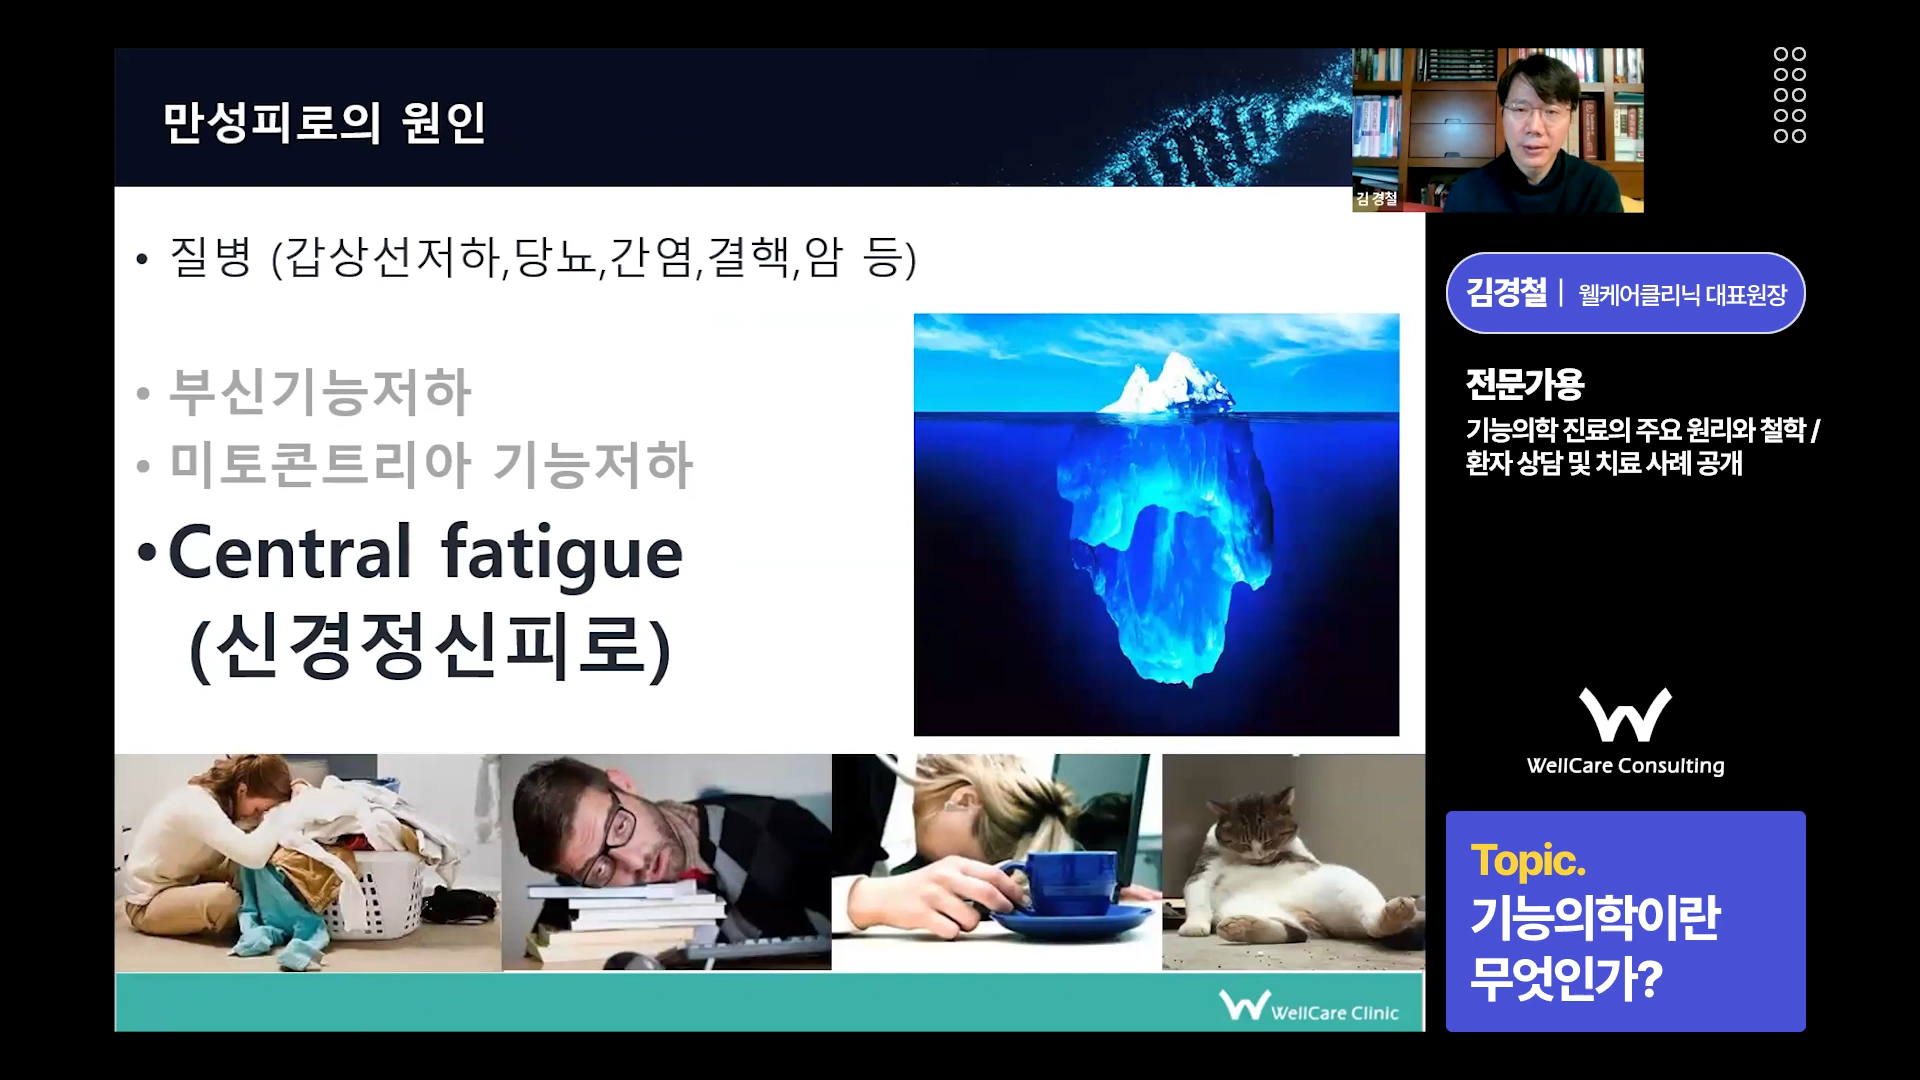 만성피로의 원인
김 경철
• 질병 (갑상선저하,당뇨,간염,결핵,암 등)
• 부신기능저하
• 미토콘트리아 기능저하
• Central fatigue
(신경정신피로)
WellCare Clinic
김경철 | 웰케어클리닉 대표원장
전문가용
기능의학 진료의 주요 원리와 철학 /
환자 상담 및 치료 사례 공개
WellCare Consulting
Topic.
기능의학이란
무엇인가?